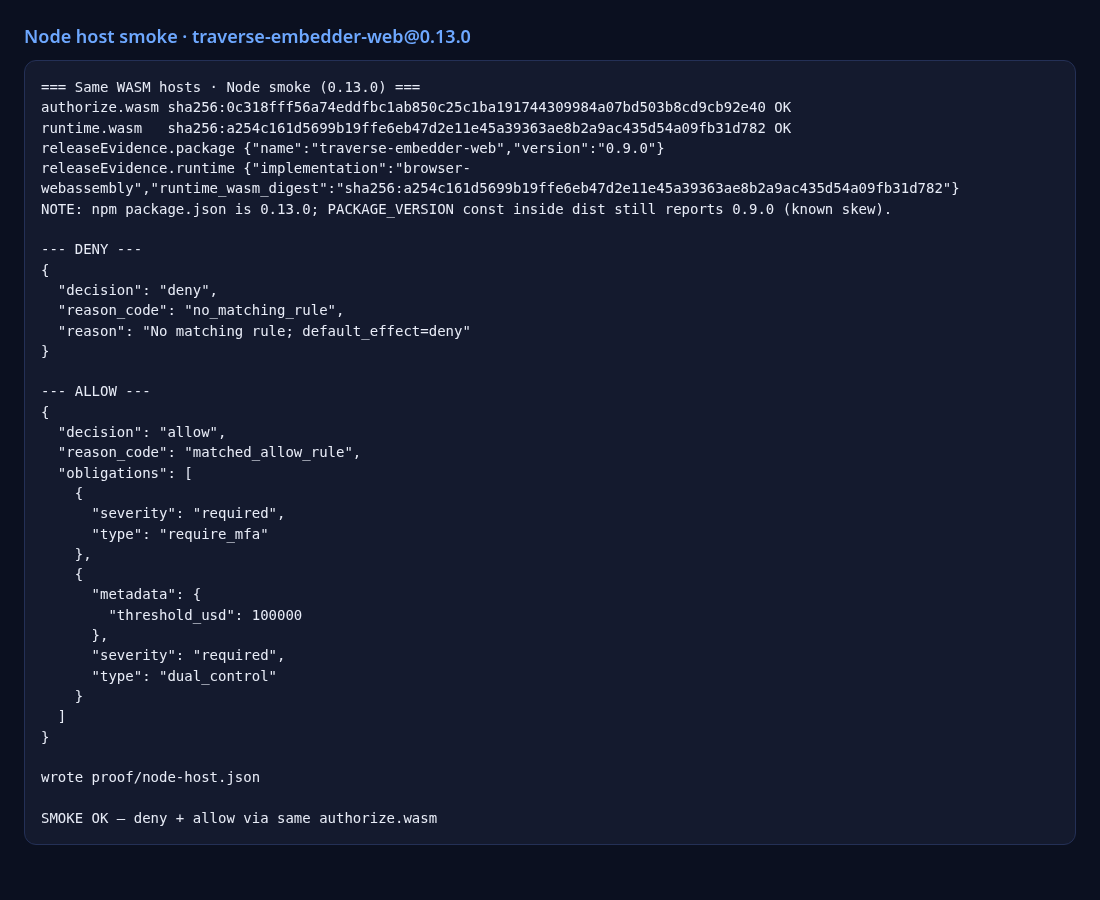 Node host smoke · traverse-embedder-web@0.13.0
=== Same WASM hosts · Node smoke (0.13.0) ===
authorize.wasm sha256:0c318fff56a74eddfbc1ab850c25c1ba191744309984a07bd503b8cd9cb92e40 OK
runtime.wasm   sha256:a254c161d5699b19ffe6eb47d2e11e45a39363ae8b2a9ac435d54a09fb31d782 OK
releaseEvidence.package {"name":"traverse-embedder-web","version":"0.9.0"}
releaseEvidence.runtime {"implementation":"browser-
webassembly","runtime_wasm_digest":"sha256:a254c161d5699b19ffe6eb47d2e11e45a39363ae8b2a9ac435d54a09fb31d782"}
NOTE: npm package.json is 0.13.0; PACKAGE_VERSION const inside dist still reports 0.9.0 (known skew).

--- DENY ---
{
  "decision": "deny",
  "reason_code": "no_matching_rule",
  "reason": "No matching rule; default_effect=deny"
}

--- ALLOW ---
{
  "decision": "allow",
  "reason_code": "matched_allow_rule",
  "obligations": [
    {
      "severity": "required",
      "type": "require_mfa"
    },
    {
      "metadata": {
        "threshold_usd": 100000
      },
      "severity": "required",
      "type": "dual_control"
    }
  ]
}

wrote proof/node-host.json

SMOKE OK — deny + allow via same authorize.wasm